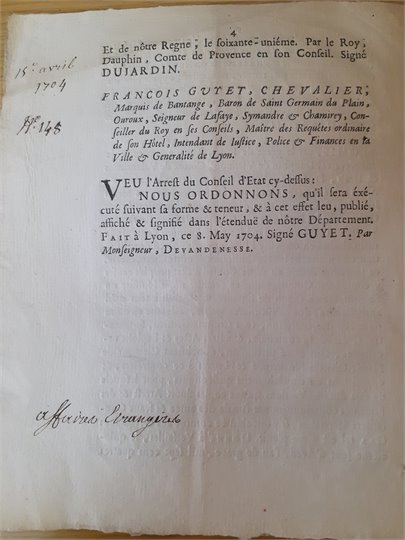 4
Et de nôtre Regne, le soixante-uniéme. Par le Roy,
Dauphin, Comte de Provence en son Conseil. Signé
DUJARDIN.
15e avril
1704
N° 148
FRANCOIS GUYET, CHEVALIER,
Marquis de Bantange, Baron de Saint Germain du Plain,
Ouroux, Seigneur de Lafaye, Symandre & Chamirey, Con-
seiller du Roy en ses Conseils, Maître des Requêtes ordinaire
de son Hôtel, Intendant de Iustice, Police & Finances en la
Ville & Generalité de Lyon.
VEU l'Arrest du Conseil d'Etat cy-dessus:
NOUS ORDONNONS, qu'il sera éxé-
cuté suivant sa forme & teneur, & à cet effet leu, publié,
affiché & signifié dans l'étenduë de nôtre Département.
FAIT à Lyon, ce 8. May 1704. Signé GUYET. Par
Monseigneur, DEVANDENESSE.
affaires Etrangères